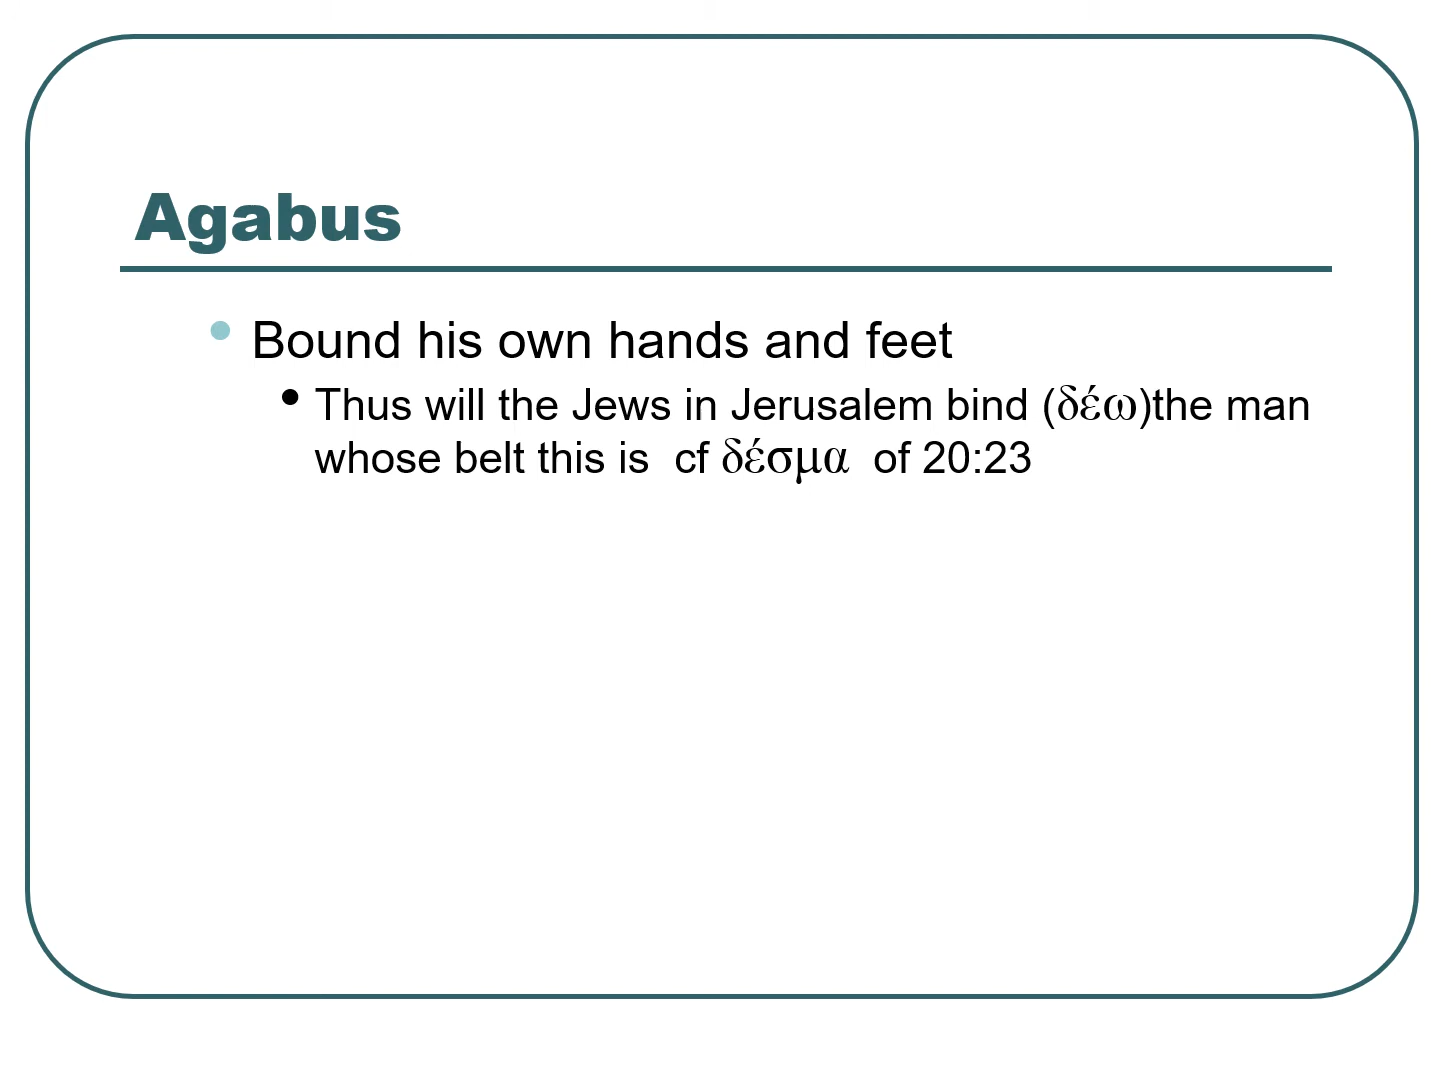 Agabus
Bound his own hands and feet
Thus will the Jews in Jerusalem bind (δέω)the man
whose belt this is  cf δέσμα  of 20:23